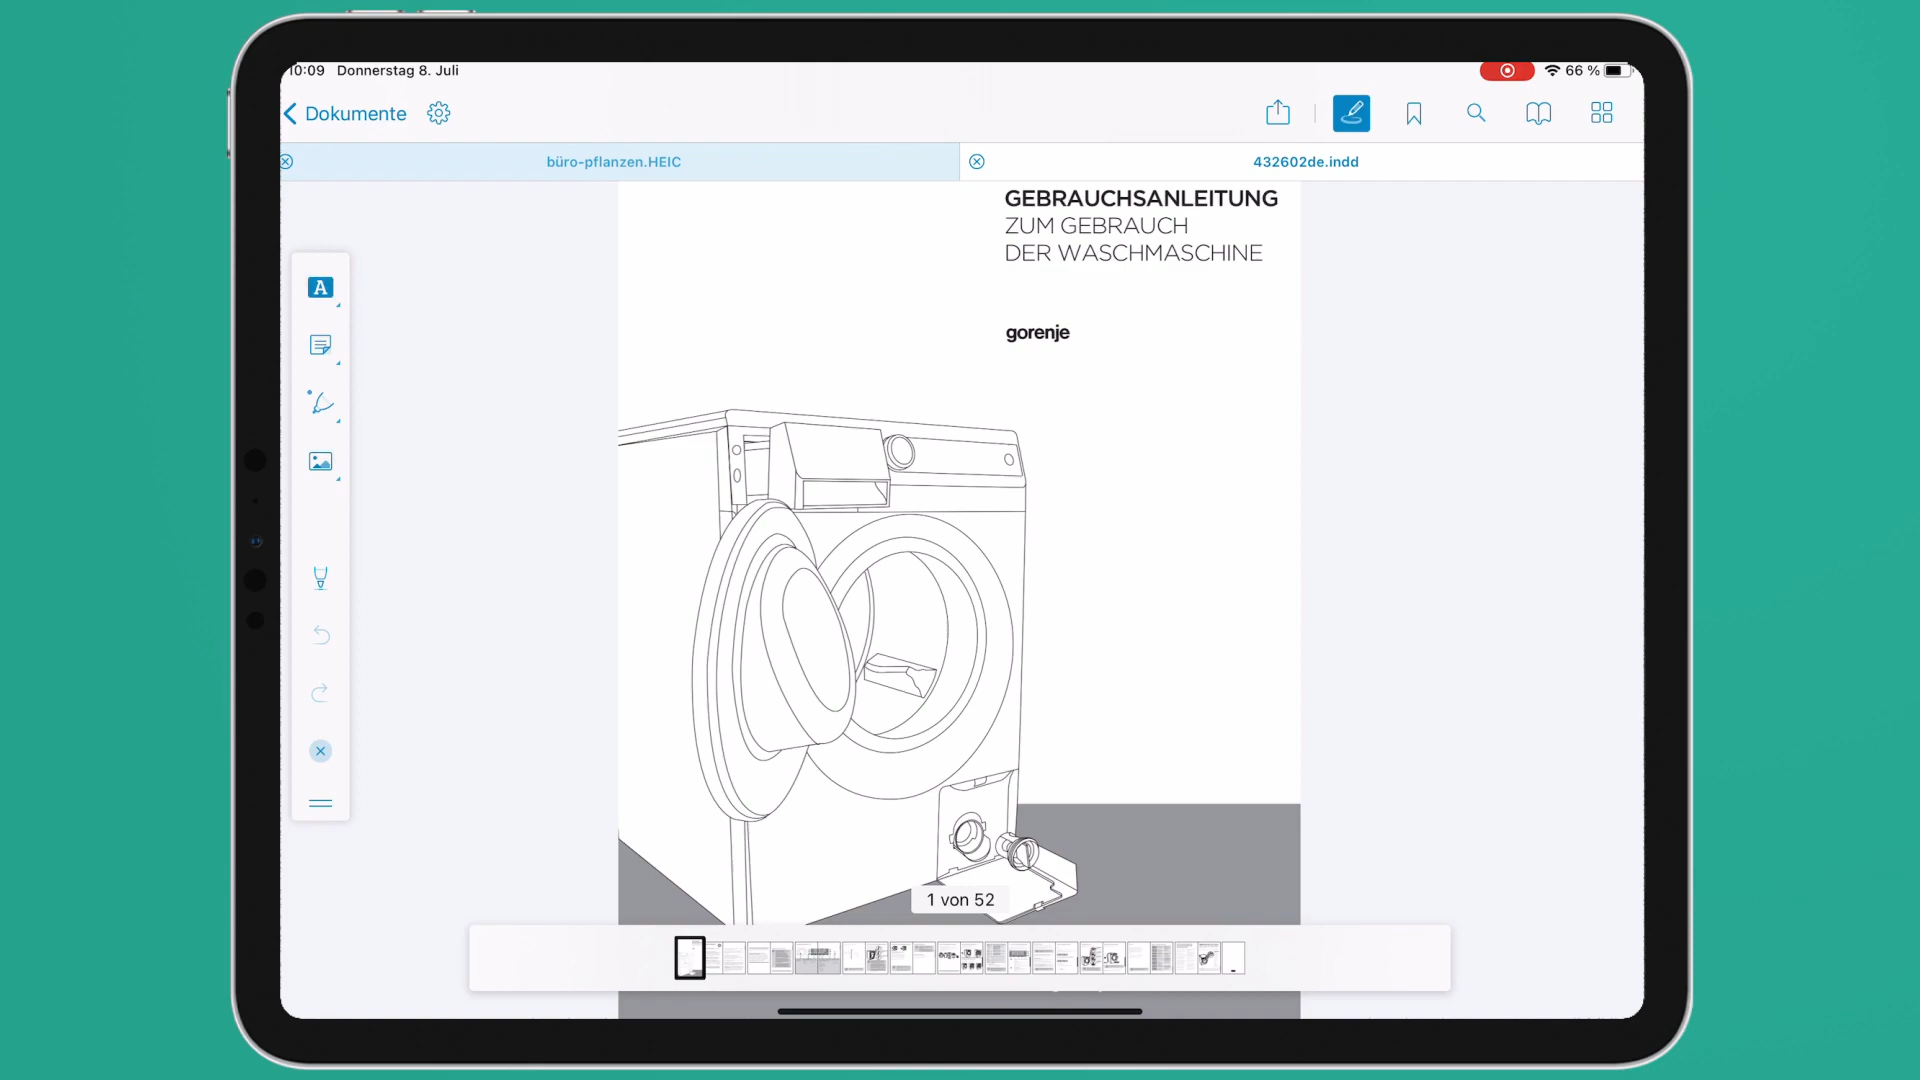 10:09 Donnerstag 8. Juli
66 %
Dokumente
büro-pflanzen.HEIC
432602de.indd
GEBRAUCHSANLEITUNG
ZUM GEBRAUCH
DER WASCHMASCHINE
gorenje
A
1 von 52